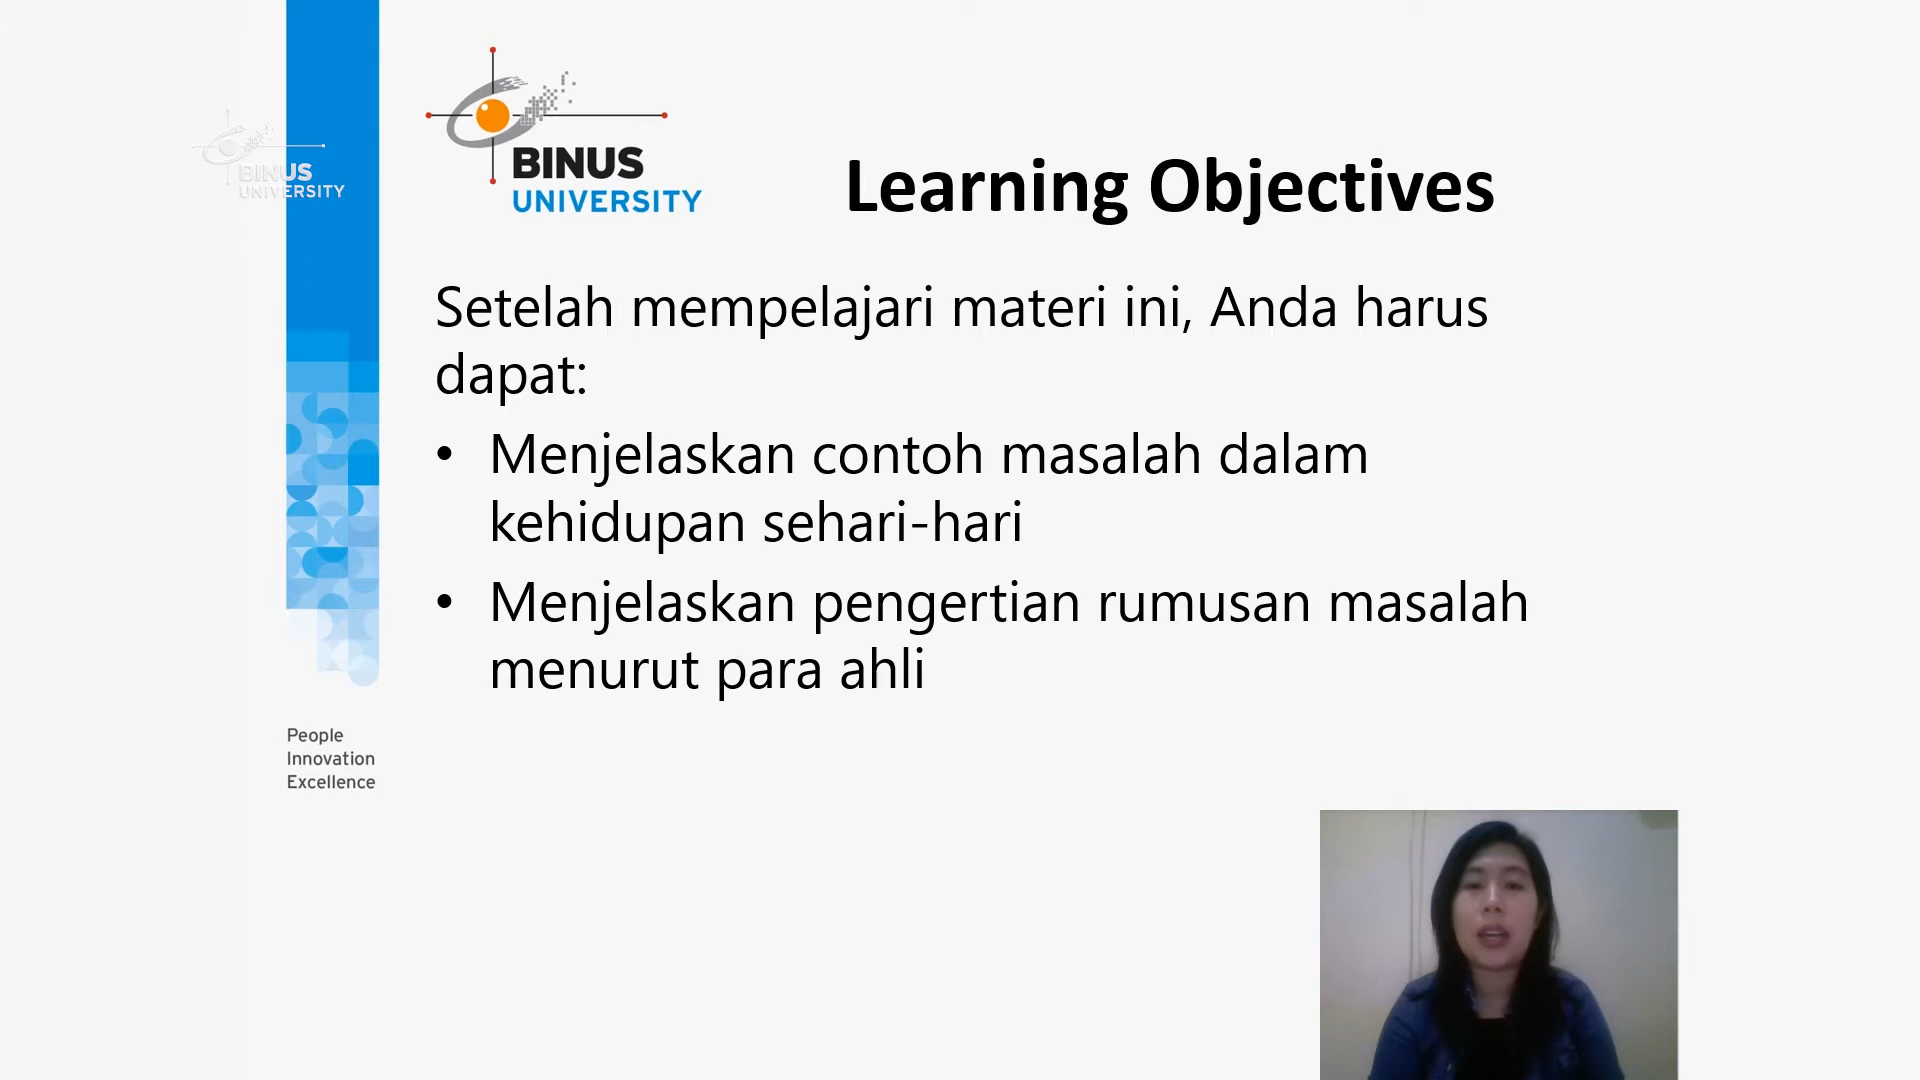 BINUS
UNIVERSITY
BINUS
UNIVERSITY
Learning Objectives
Setelah mempelajari materi ini, Anda harus
dapat:
• Menjelaskan contoh masalah dalam
kehidupan sehari-hari
• Menjelaskan pengertian rumusan masalah
menurut para ahli
People
Innovation
Excellence